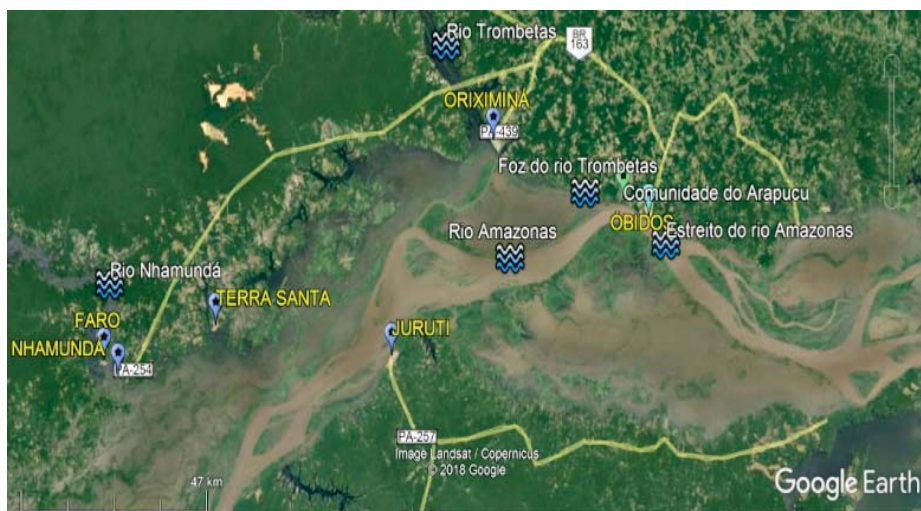 Rio Trombetas
BR
163
ORIXIMINÁ
PA-439
Foz do rio Trombetas
Comunidade do Arapucu
ÓBIDOS
Estreito do rio Amazonas
Rio Amazonas
Rio Nhamundá
TERRA SANTA
FARO
NHAMUNDÁ
PA-254
JURUTI
PA-257
Image Landsat / Copernicus
© 2018 Google
47 km
Google Earth